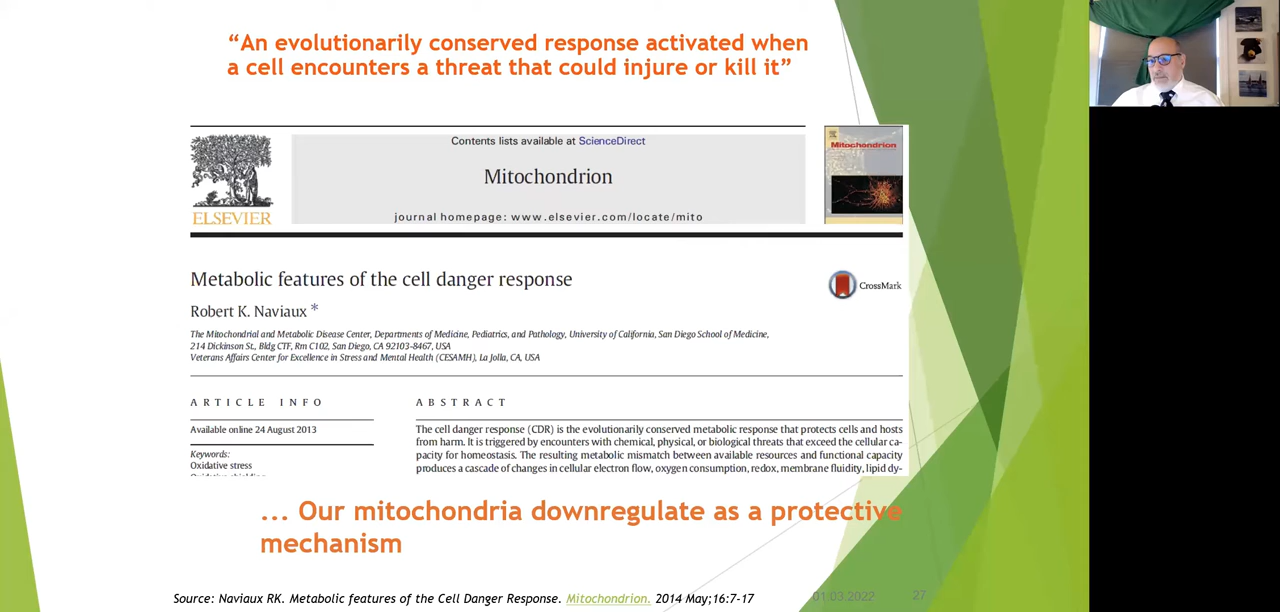 “An evolutionarily conserved response activated when
a cell encounters a threat that could injure or kill it”
Contents lists available at ScienceDirect
Mitochondrion
journal homepage: www.elsevier.com/locate/mito
ELSEVIER
Mitochondrion
Metabolic features of the cell danger response
CrossMark
Robert K. Naviaux *
The Mitochondrial and Metabolic Disease Center, Departments of Medicine, Pediatrics, and Pathology, University of California, San Diego School of Medicine,
214 Dickinson St., Bldg CTF, Rm C102, San Diego, CA 92103-8467, USA
Veterans Affairs Center for Excellence in Stress and Mental Health (CESAMH), La Jolla, CA, USA
ARTICLE INFO
Available online 24 August 2013
Keywords:
Oxidative stress
ABSTRACT
The cell danger response (CDR) is the evolutionarily conserved metabolic response that protects cells and hosts
from harm. It is triggered by encounters with chemical, physical, or biological threats that exceed the cellular ca-
pacity for homeostasis. The resulting metabolic mismatch between available resources and functional capacity
produces a cascade of changes in cellular electron flow, oxygen consumption, redox, membrane fluidity, lipid dy-
... Our mitochondria downregulate as a protective
mechanism
Source: Naviaux RK. Metabolic features of the Cell Danger Response. Mitochondrion. 2014 May;16:7-17
01.03.2022
27